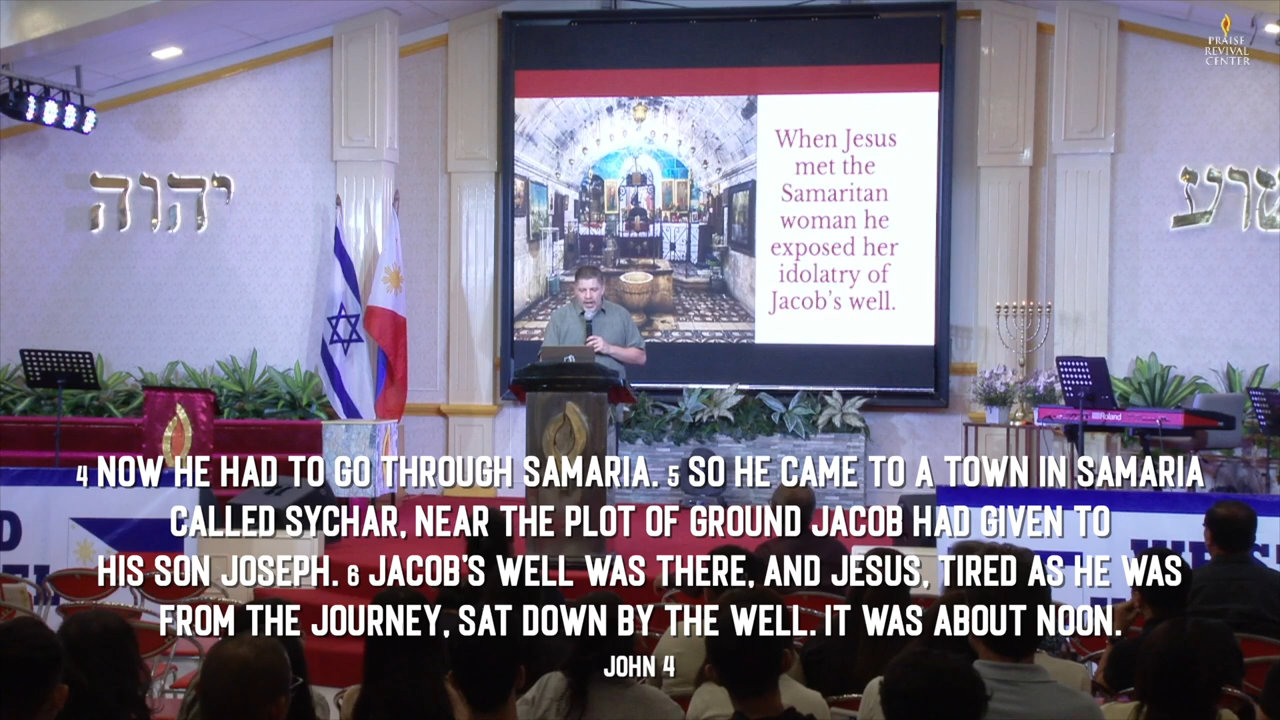 PRAISE
REVIVAL
CENTER
When Jesus
met the
Samaritan
woman he
exposed her
idolatry of
Jacob's well.
יהוה
שוע
Roland
4 NOW HE HAD TO GO THROUGH SAMARIA. 5 SO HE CAME TO A TOWN IN SAMARIA
CALLED SYCHAR, NEAR THE PLOT OF GROUND JACOB HAD GIVEN TO
HIS SON JOSEPH. 6 JACOB'S WELL WAS THERE, AND JESUS, TIRED AS HE WAS
FROM THE JOURNEY, SAT DOWN BY THE WELL. IT WAS ABOUT NOON.
JOHN 4